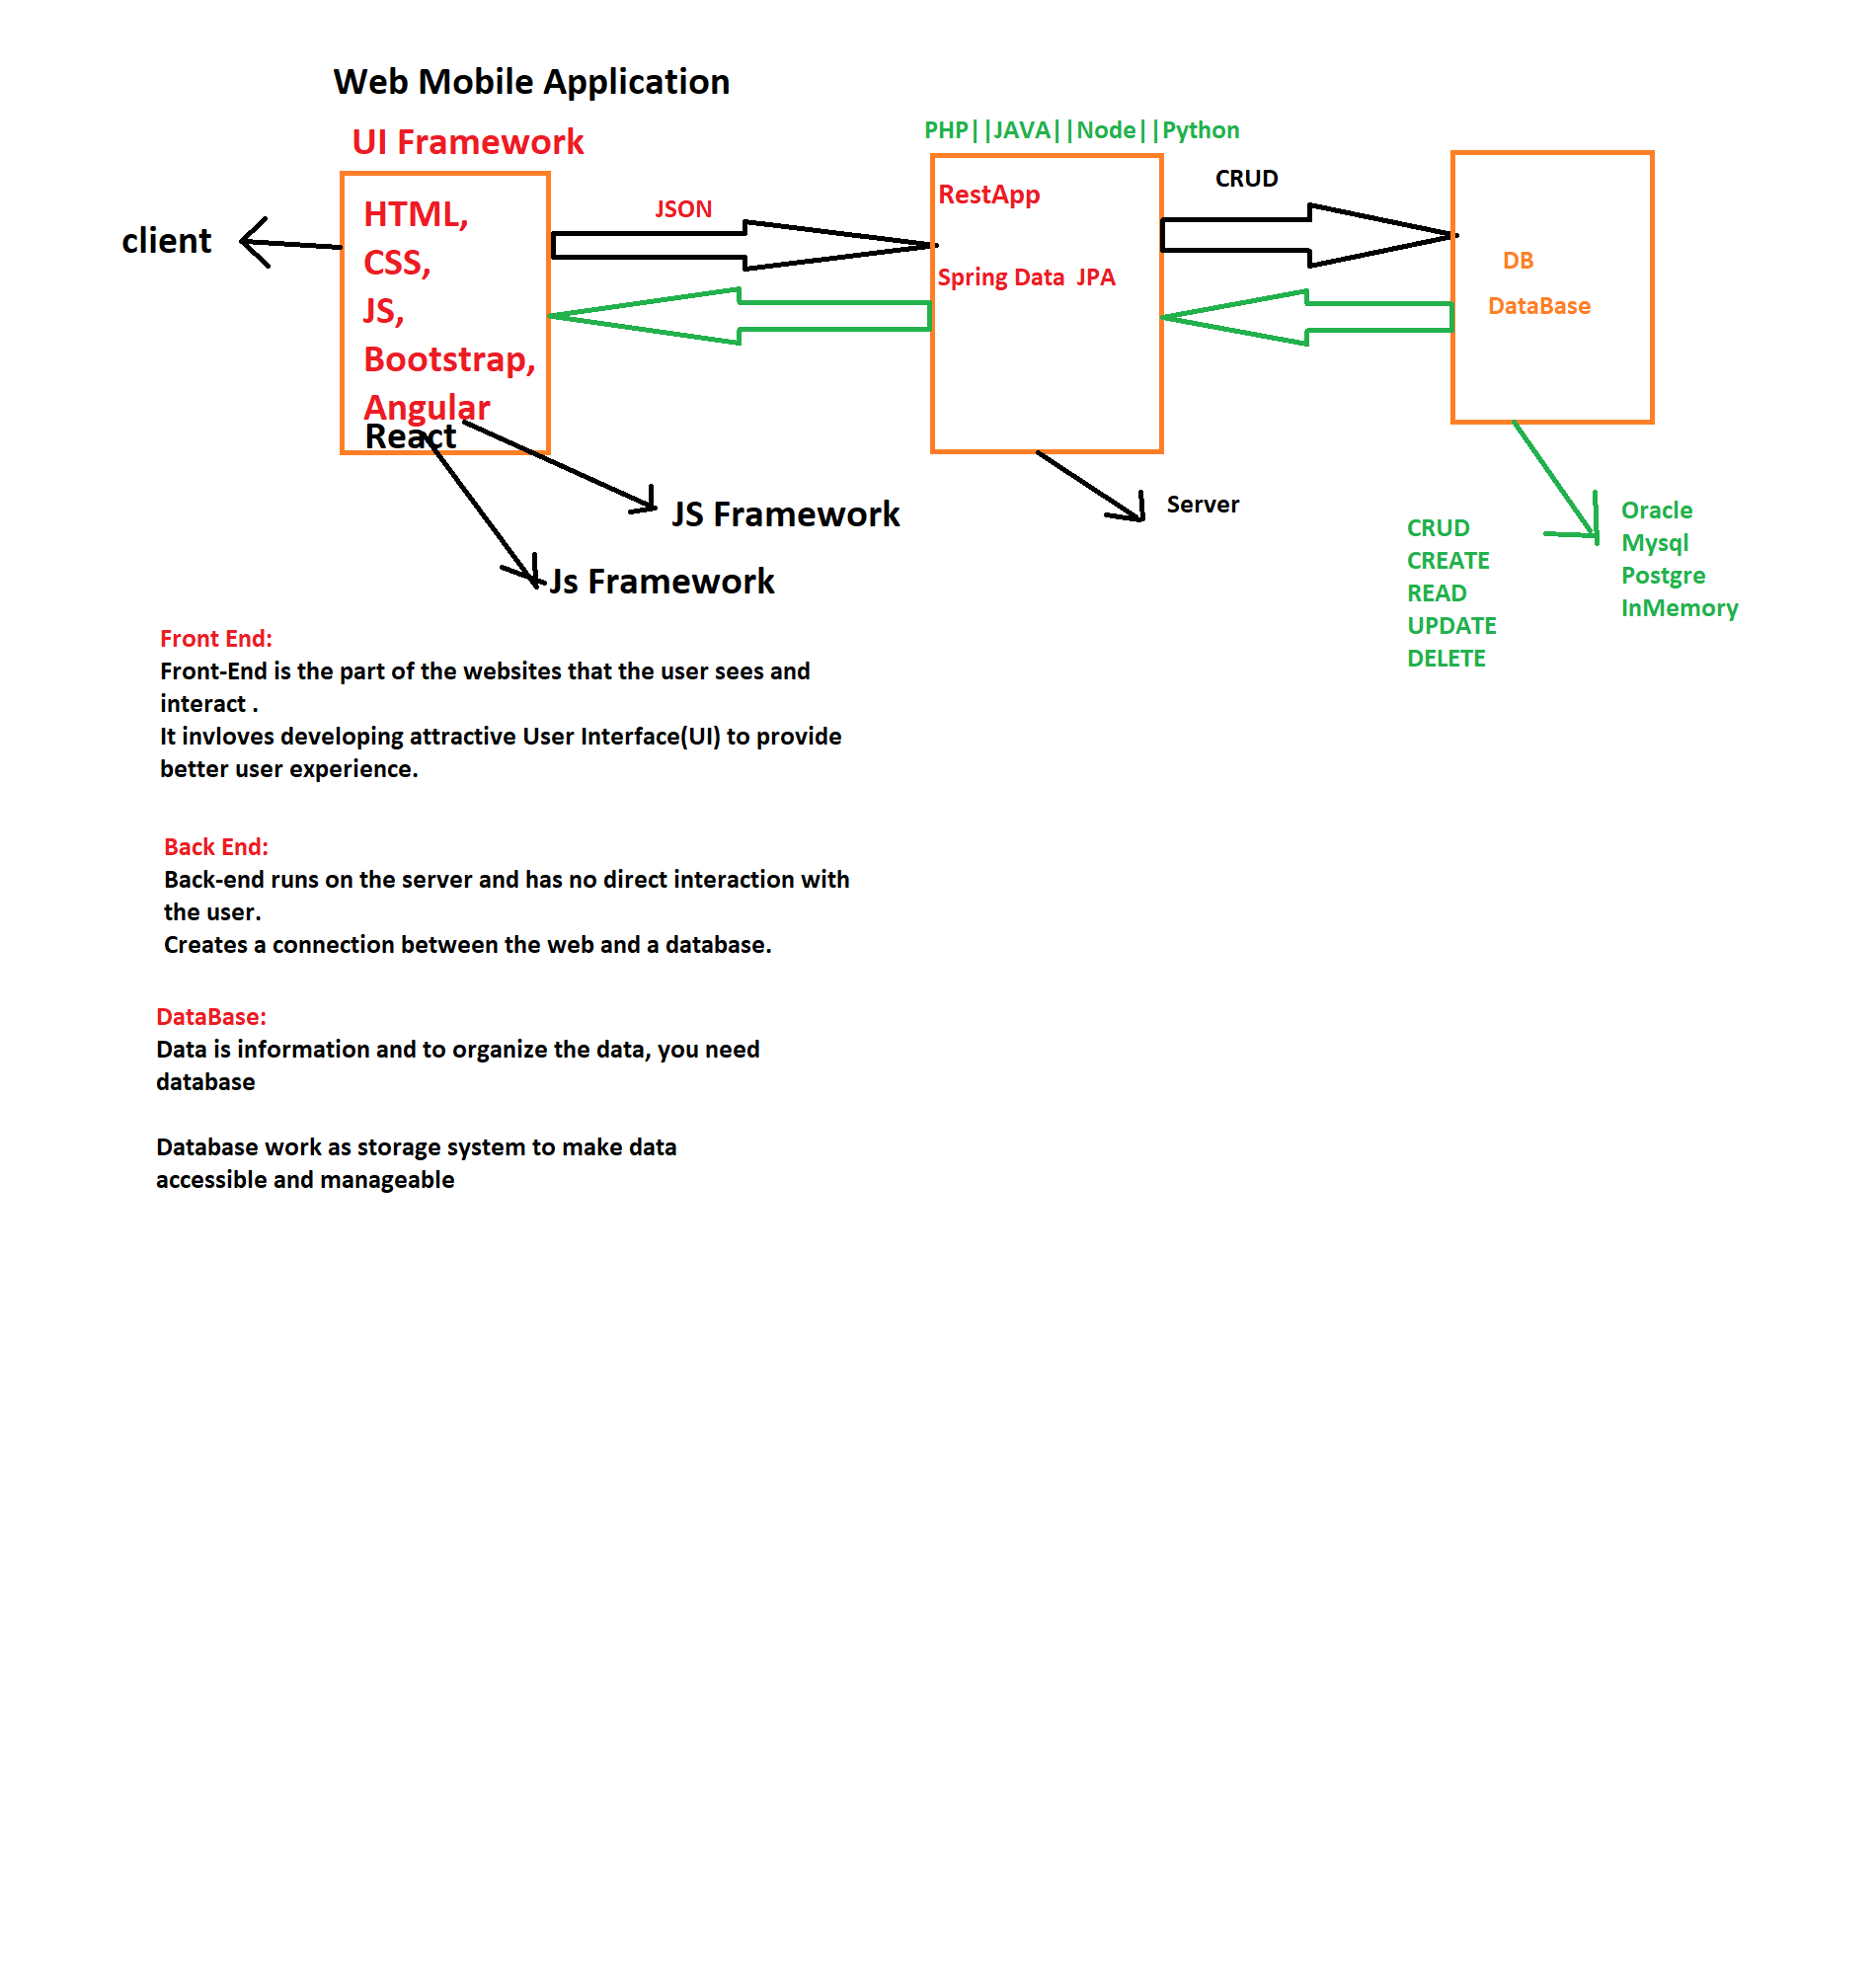 Web Mobile Application
UI Framework
PHP||JAVA||Node||Python
client
HTML,
CSS,
JS,
Bootstrap,
Angular
React
JSON
RestApp
Spring Data  JPA
CRUD
DB
DataBase
JS Framework
Js Framework
Server
CRUD
CREATE
READ
UPDATE
DELETE
Oracle
Mysql
Postgre
InMemory
Front End:
Front-End is the part of the websites that the user sees and
interact .
It invloves developing attractive User Interface(UI) to provide
better user experience.
Back End:
Back-end runs on the server and has no direct interaction with
the user.
Creates a connection between the web and a database.
DataBase:
Data is information and to organize the data, you need
database
Database work as storage system to make data
accessible and manageable